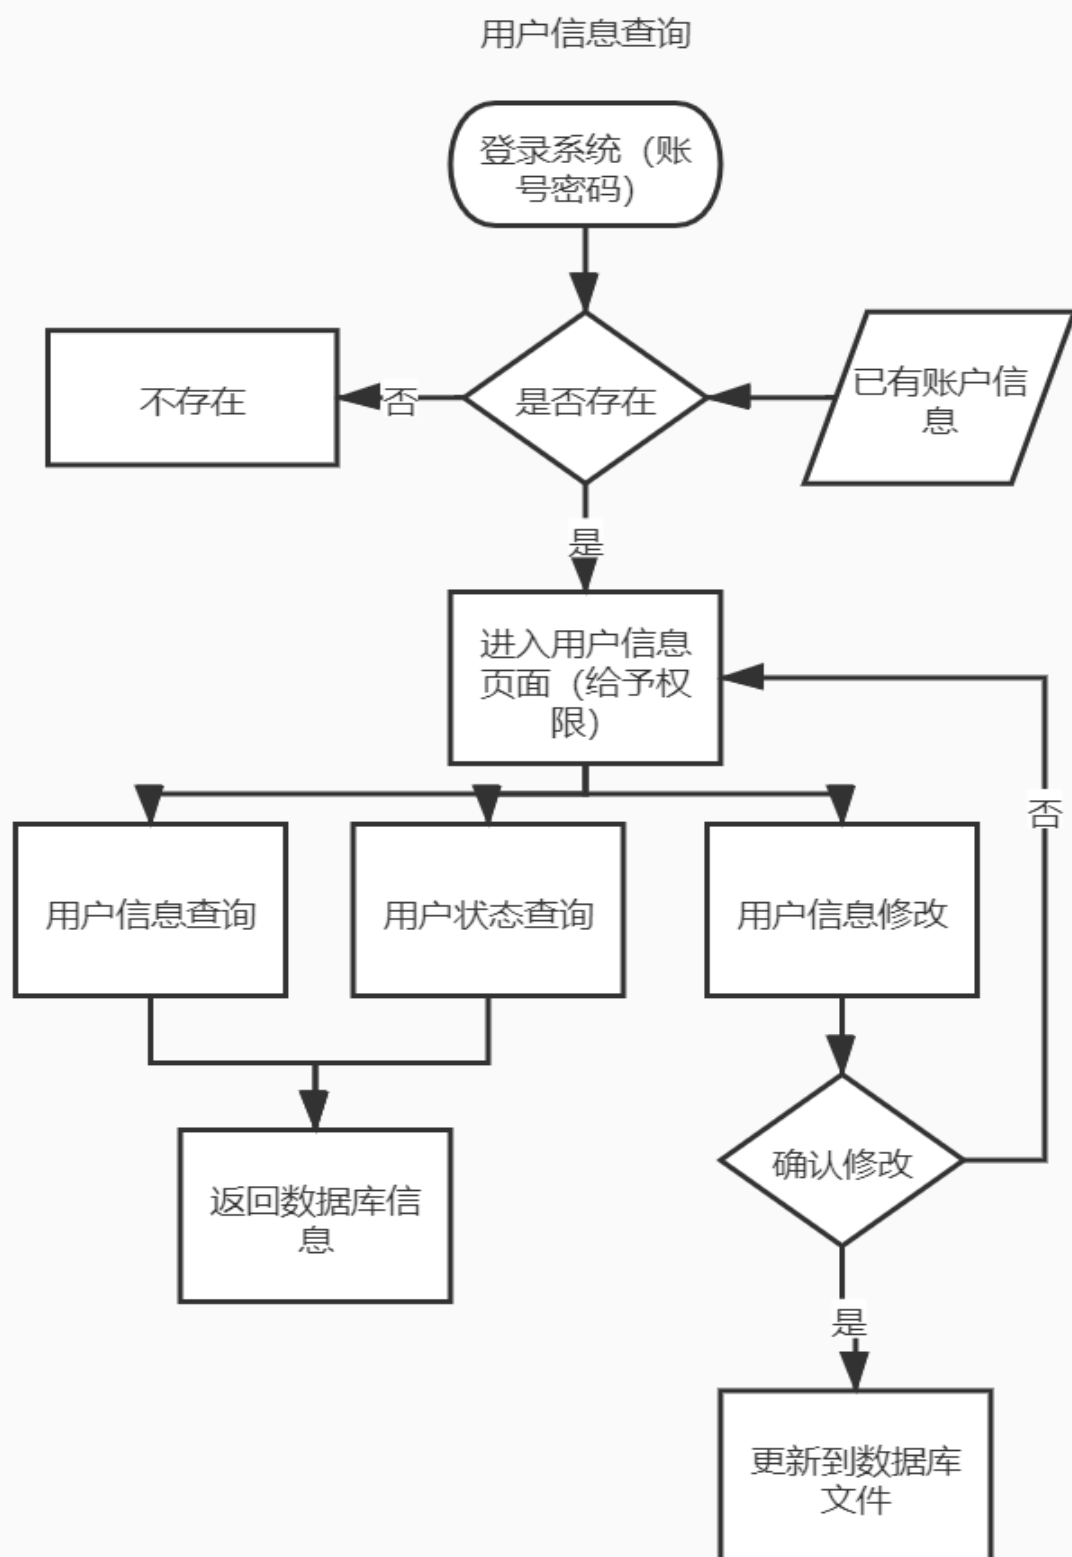 用户信息查询
登录系统（账
号密码）
不存在
否
是否存在
已有账户信
息
是
进入用户信息
页面（给予权
限）
否
用户信息查询
用户状态查询
用户信息修改
确认修改
返回数据库信
息
是
更新到数据库
文件